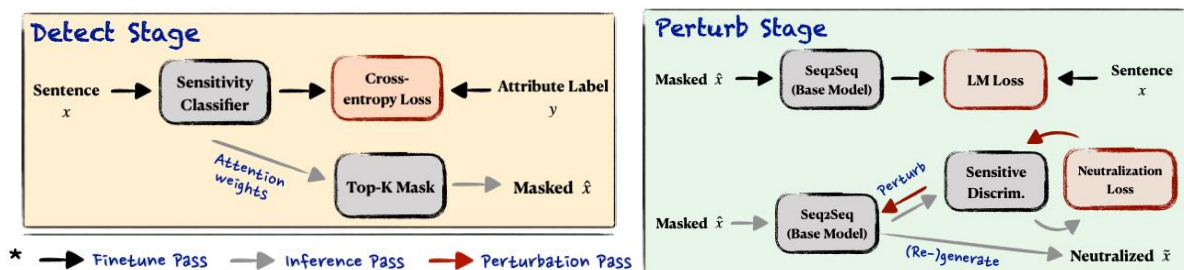 Detect Stage
Sentence
x
Sensitivity
Classifier
Cross-
entropy Loss
Attribute Label
y
Attention
weights
Top-K Mask
Masked x̂
Perturb Stage
Masked x̂
Seq2Seq
(Base Model)
LM Loss
Sentence
x
Masked x̂
Seq2Seq
(Base Model)
Perturb
Sensitive
Discrim.
Neutralization
Loss
(Re-)generate
Neutralized x̃
* Finetune Pass Inference Pass Perturbation Pass